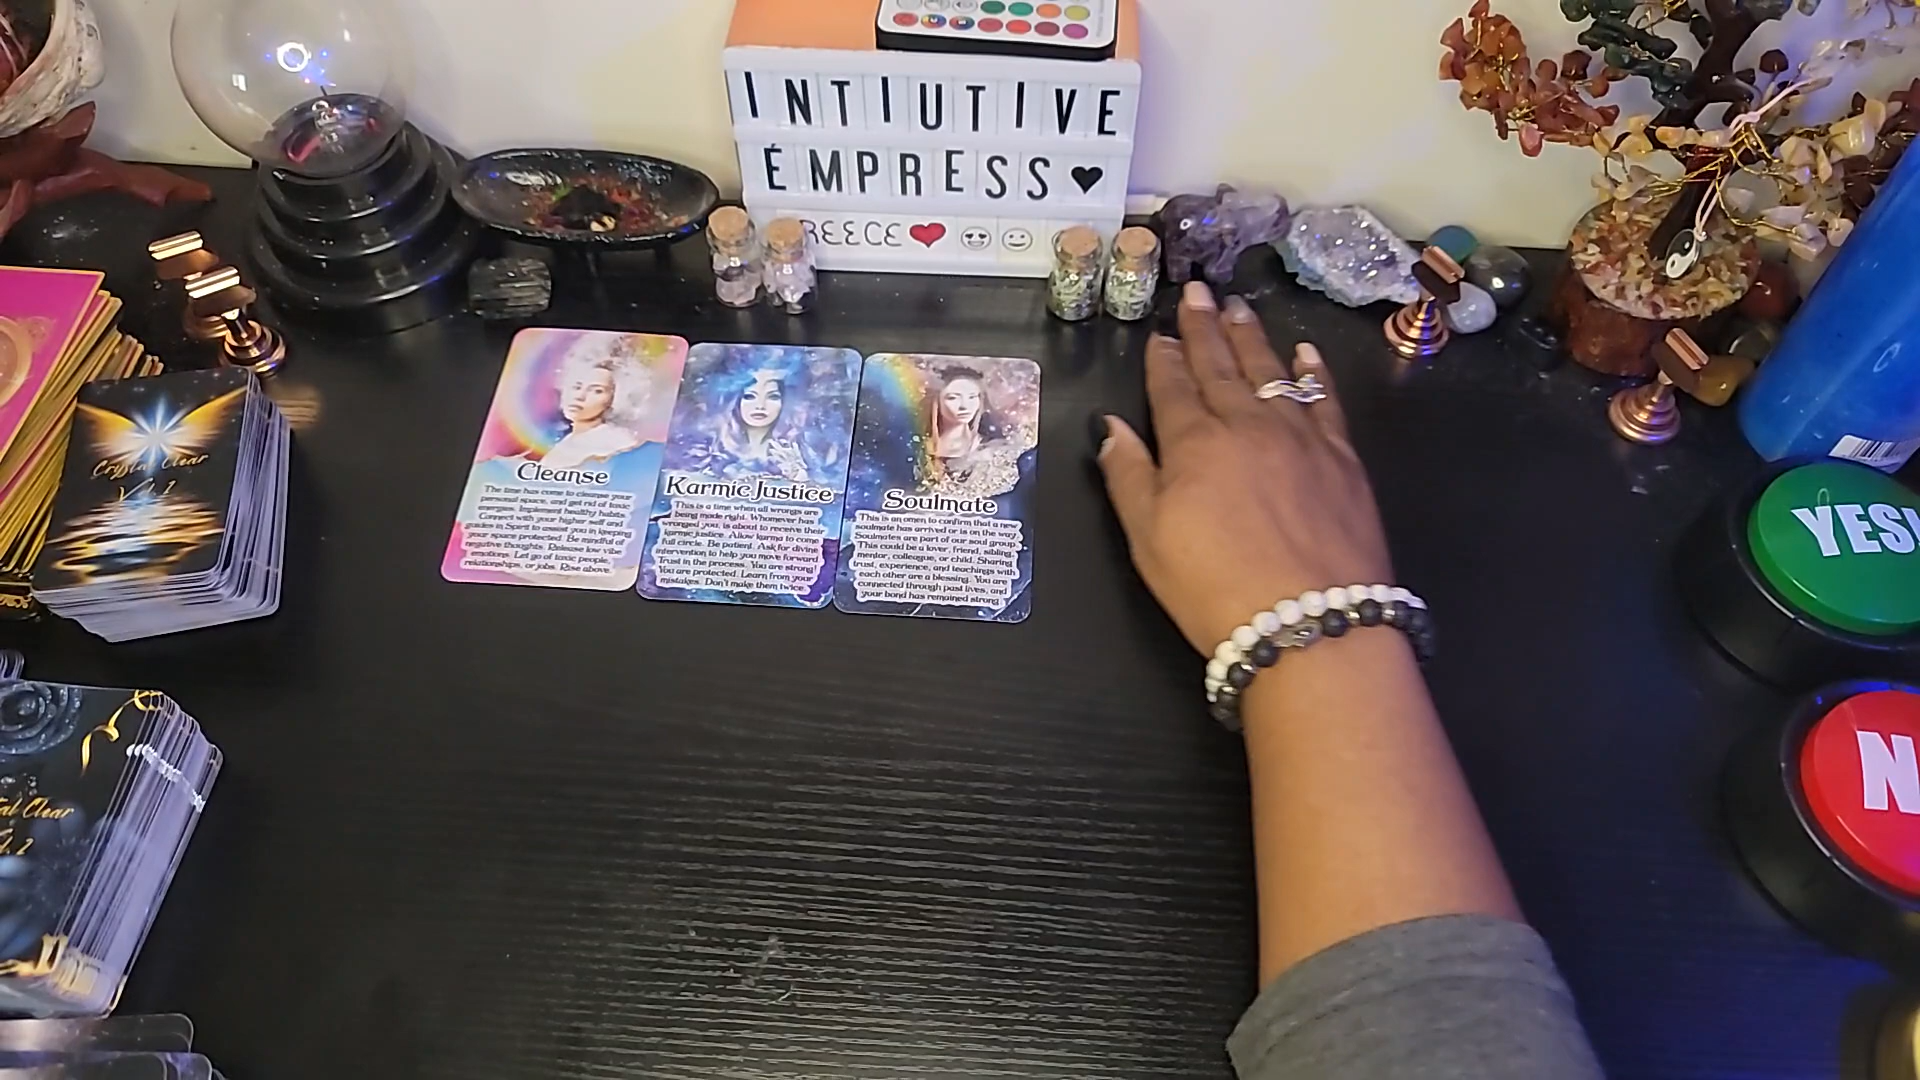 INTIUTIVE
ÉMPRESS ♥
REECE ❤ 😍 🙂
Crystal Clear
Vol. 1
Cleanse
The time has come to cleanse your
personal space, and get rid of toxic
energies. Implement healthy habits.
Connect with your higher self and
guides in Spirit to assist you in keeping
your space protected. Be mindful of
negative thoughts. Release low vibe
emotions. Let go of toxic people,
relationships, or jobs. Rise above.
Karmic Justice
This is a time when all wrongs are
being made right. Whomever has
wronged you, is about to receive their
karmic justice. Allow karma to come
full circle. Be patient. Ask for divine
intervention to help you move forward.
Trust in the process. You are strong!
You are protected. Learn from your
mistakes. Don't make them twice.
Soulmate
This is an omen to confirm that a new
soulmate has arrived or is on the way.
Soulmates are part of our soul group.
This could be a lover, friend, sibling,
mentor, colleague, or child. Sharing
trust, experience, and teachings with
each other are a blessing. You are
connected through past lives, and
your bond has remained strong.
YES!
N
tal Clear
l. 2